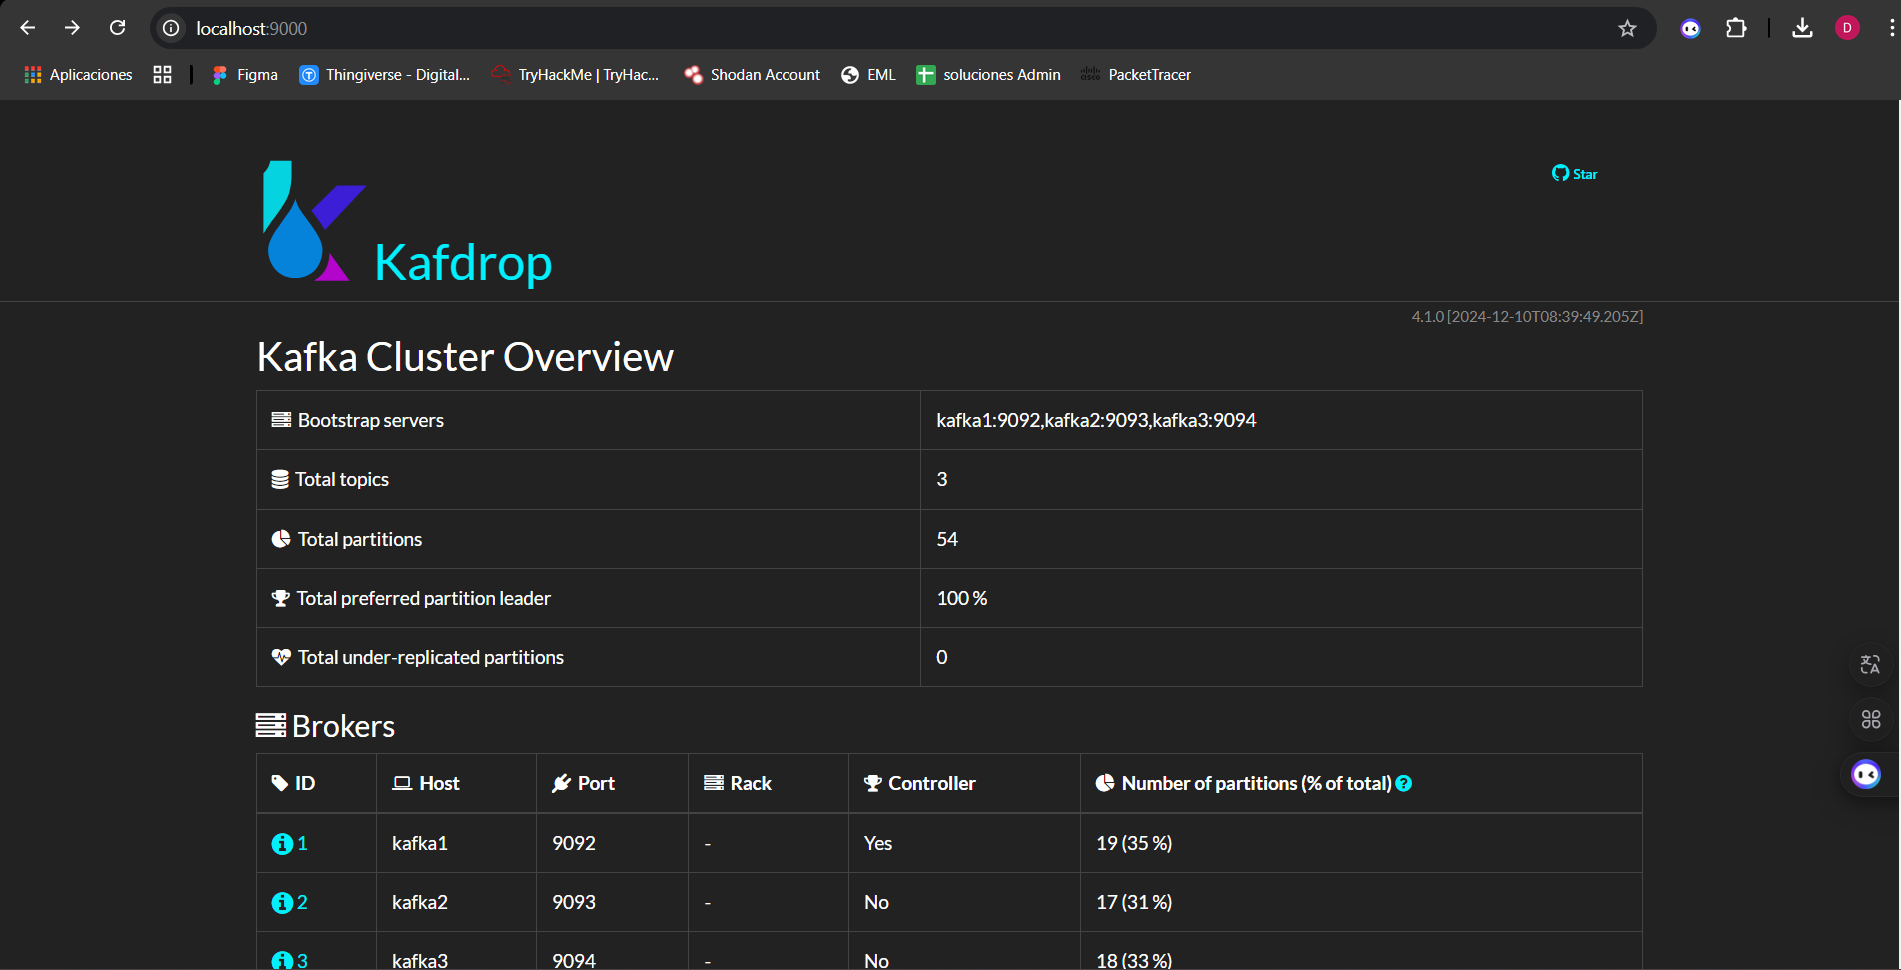 localhost:9000
D
Aplicaciones Figma Thingiverse - Digital... TryHackMe | TryHac... Shodan Account EML soluciones Admin CISCO PacketTracer
Star
Kafdrop
4.1.0 [2024-12-10T08:39:49.205Z]
Kafka Cluster Overview
Bootstrap servers kafka1:9092,kafka2:9093,kafka3:9094
Total topics 3
Total partitions 54
Total preferred partition leader 100 %
Total under-replicated partitions 0
Brokers
ID Host Port Rack Controller Number of partitions (% of total) ?
1 kafka1 9092 - Yes 19 (35 %)
2 kafka2 9093 - No 17 (31 %)
3 kafka3 9094 - No 18 (33 %)